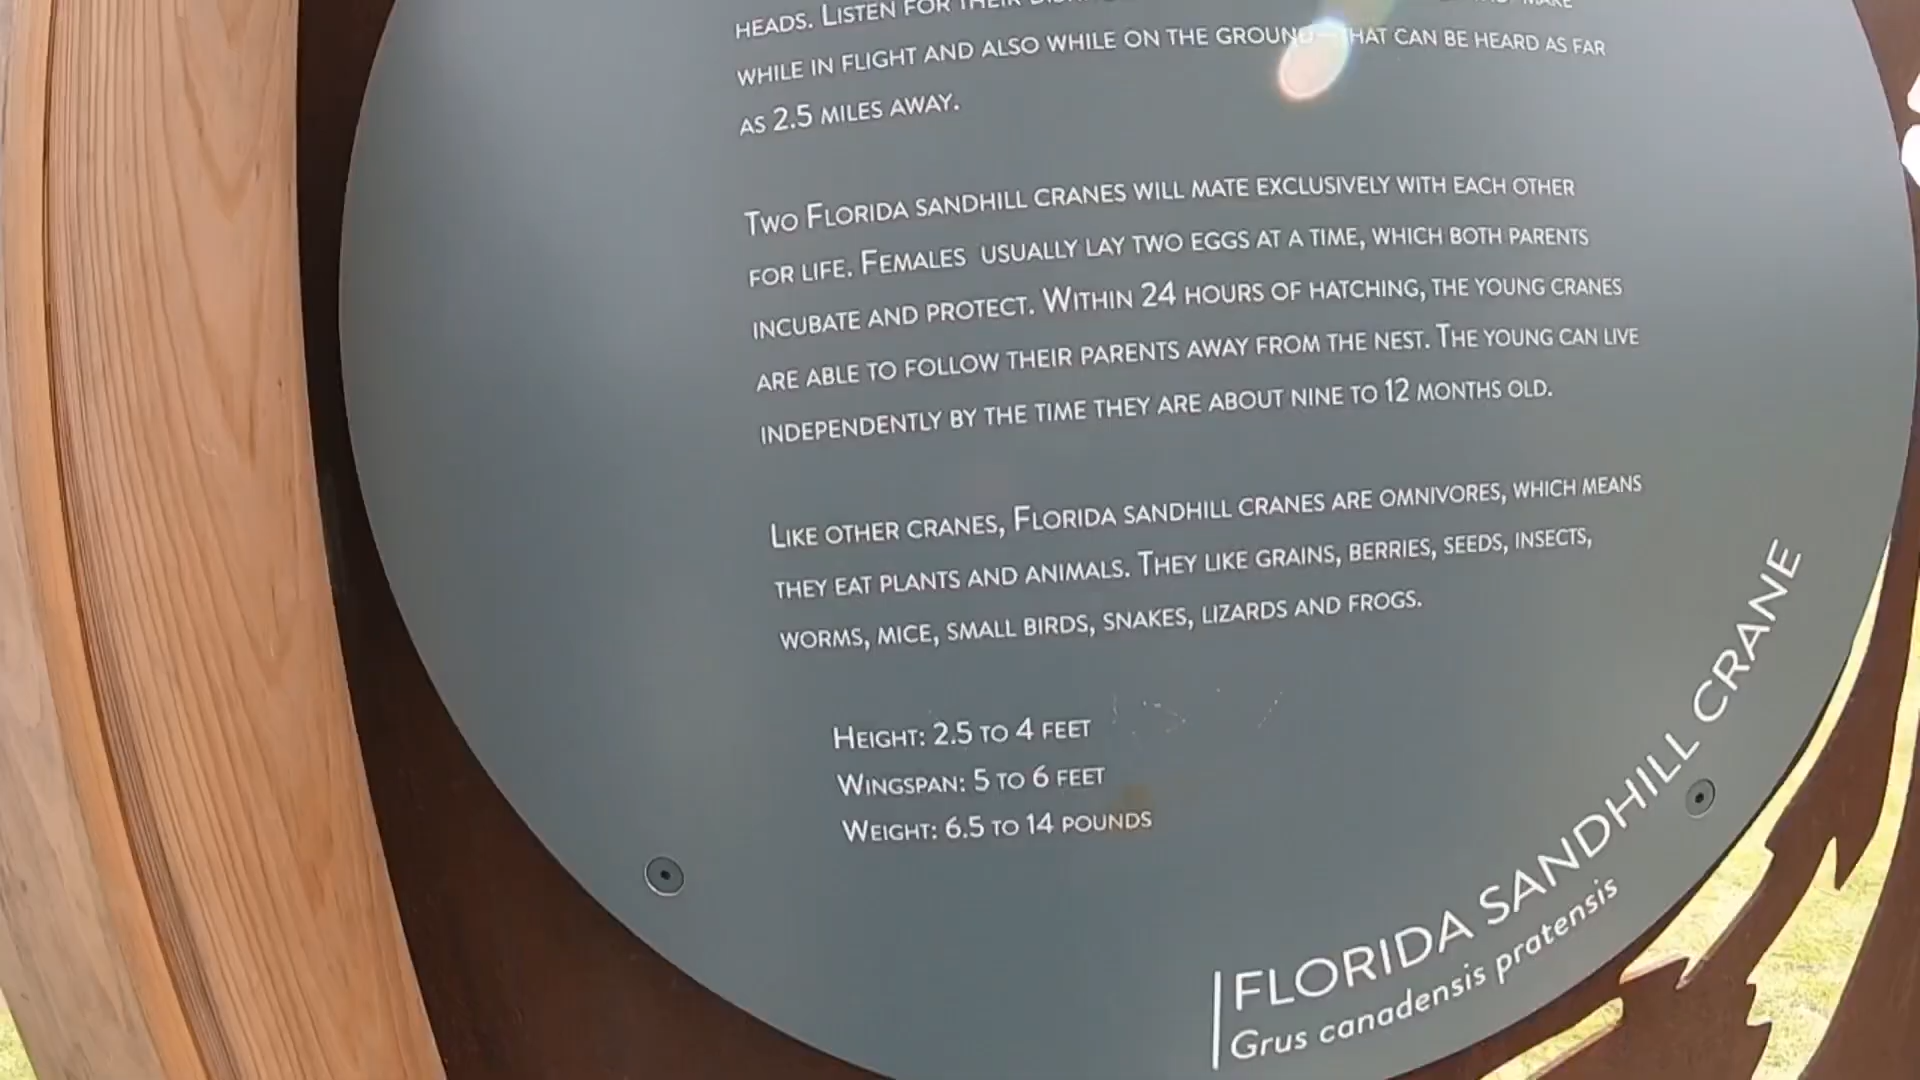 HEADS. LISTEN FOR THEIR
WHILE IN FLIGHT AND ALSO WHILE ON THE GROUND—THAT CAN BE HEARD AS FAR
AS 2.5 MILES AWAY.
TWO FLORIDA SANDHILL CRANES WILL MATE EXCLUSIVELY WITH EACH OTHER
FOR LIFE. FEMALES USUALLY LAY TWO EGGS AT A TIME, WHICH BOTH PARENTS
INCUBATE AND PROTECT. WITHIN 24 HOURS OF HATCHING, THE YOUNG CRANES
ARE ABLE TO FOLLOW THEIR PARENTS AWAY FROM THE NEST. THE YOUNG CAN LIVE
INDEPENDENTLY BY THE TIME THEY ARE ABOUT NINE TO 12 MONTHS OLD.
LIKE OTHER CRANES, FLORIDA SANDHILL CRANES ARE OMNIVORES, WHICH MEANS
THEY EAT PLANTS AND ANIMALS. THEY LIKE GRAINS, BERRIES, SEEDS, INSECTS,
WORMS, MICE, SMALL BIRDS, SNAKES, LIZARDS AND FROGS.
HEIGHT: 2.5 TO 4 FEET
WINGSPAN: 5 TO 6 FEET
WEIGHT: 6.5 TO 14 POUNDS
FLORIDA SANDHILL CRANE
Grus canadensis pratensis